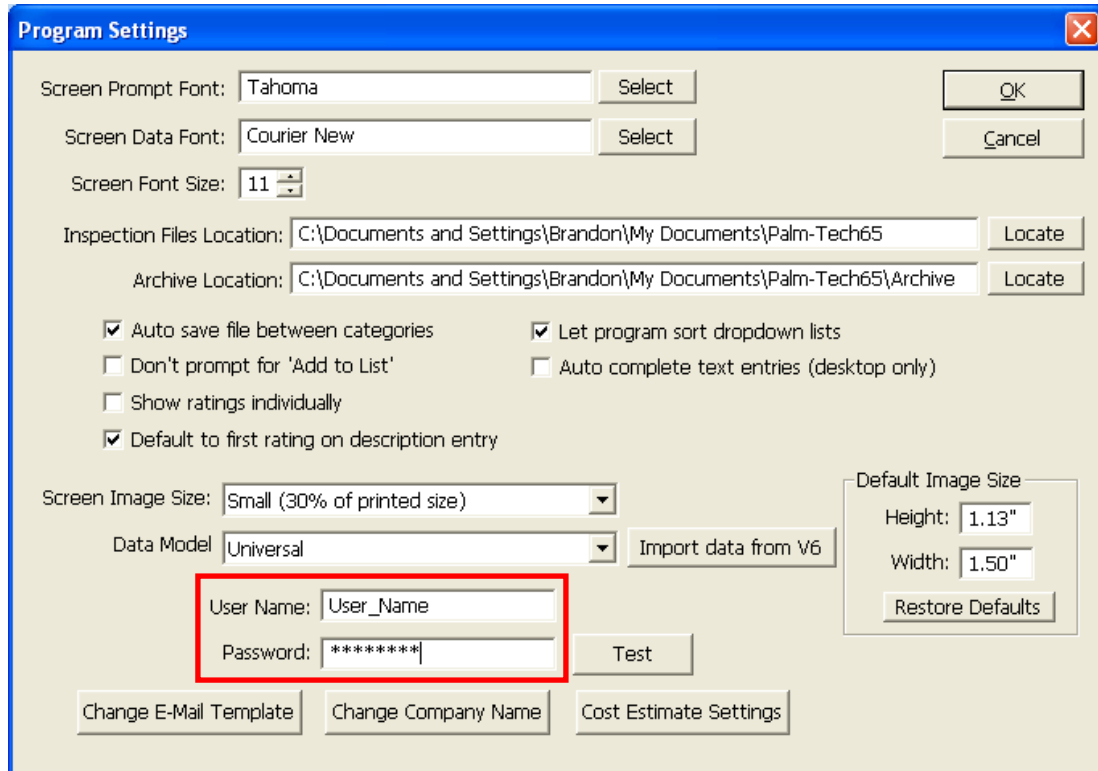 Program Settings
Screen Prompt Font: Tahoma Select OK
Screen Data Font: Courier New Select Cancel
Screen Font Size: 11
Inspection Files Location: C:\Documents and Settings\Brandon\My Documents\Palm-Tech65 Locate
Archive Location: C:\Documents and Settings\Brandon\My Documents\Palm-Tech65\Archive Locate
Auto save file between categories Let program sort dropdown lists
Don't prompt for 'Add to List' Auto complete text entries (desktop only)
Show ratings individually
Default to first rating on description entry
Screen Image Size: Small (30% of printed size)
Data Model Universal Import data from V6
Default Image Size
Height: 1.13"
Width: 1.50"
Restore Defaults
User Name: User_Name
Password: ******** Test
Change E-Mail Template Change Company Name Cost Estimate Settings